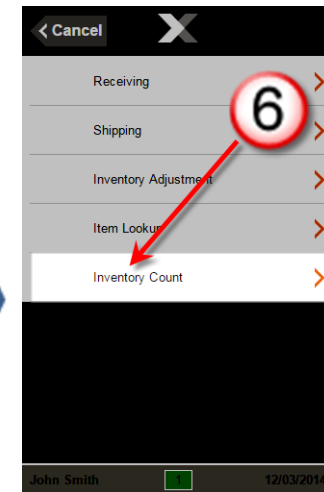 Cancel
Receiving
6
Shipping
Inventory Adjustment
Item Lookup
Inventory Count
John Smith 1 12/03/2014